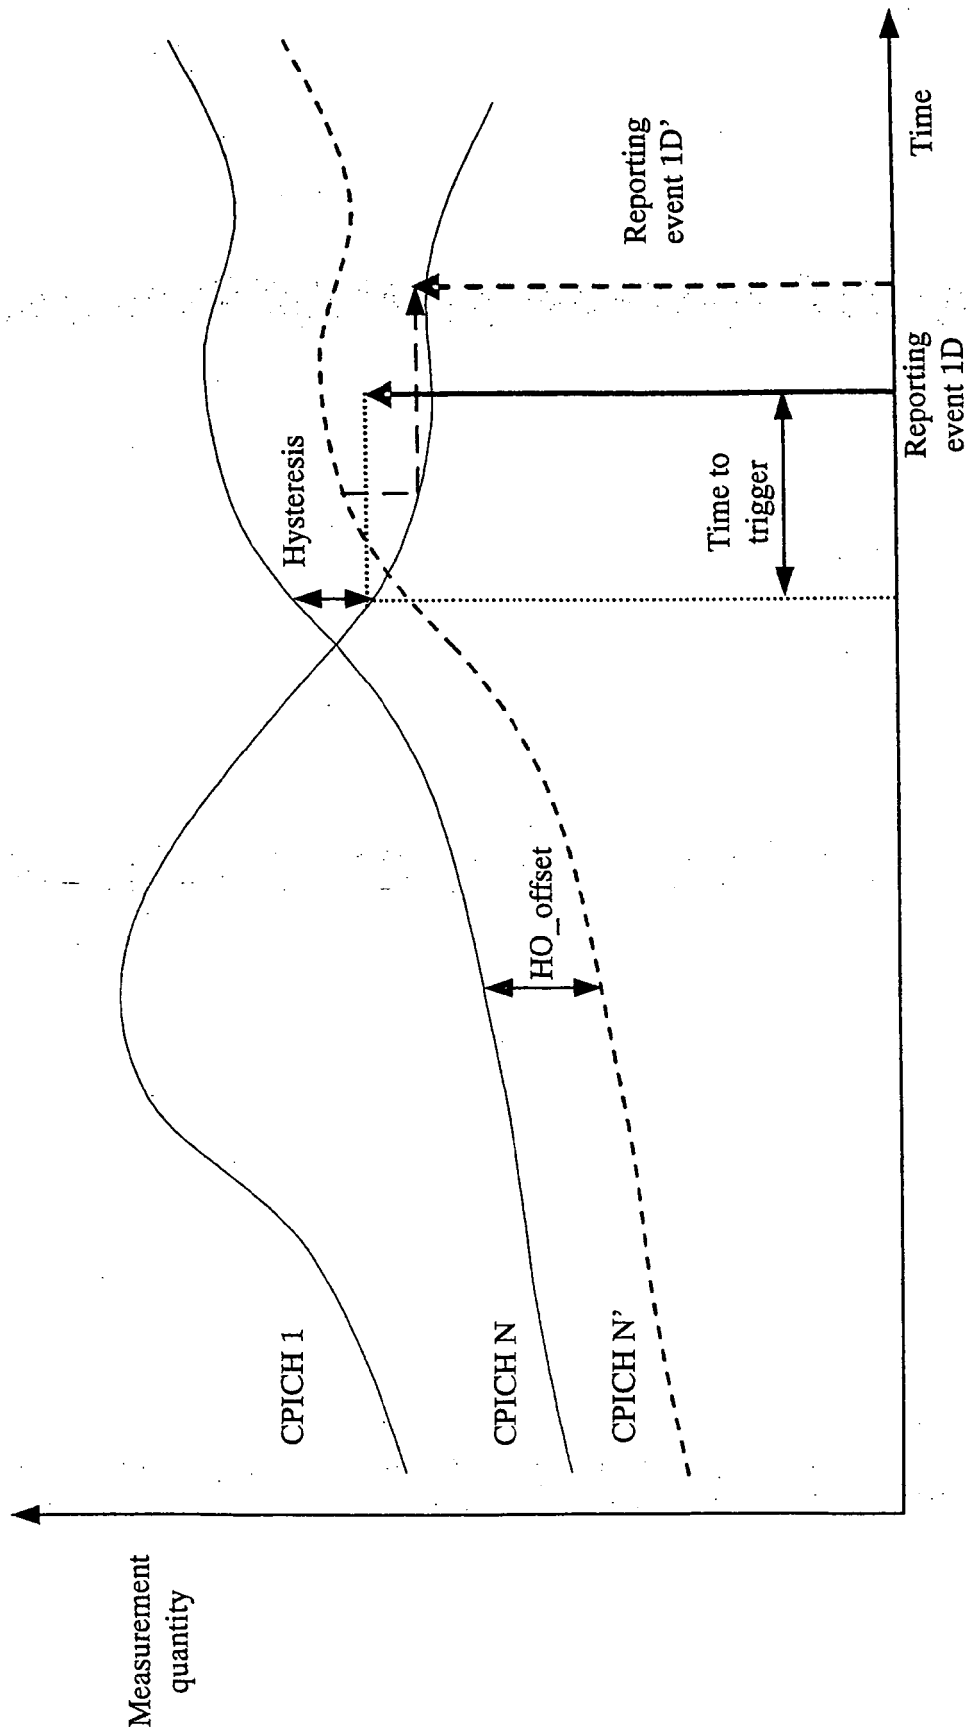 Measurement
quantity
CPICH 1
CPICH N
CPICH N’
HO_offset
Hysteresis
Time to
trigger
Reporting
event 1D
Reporting
event 1D’
Time